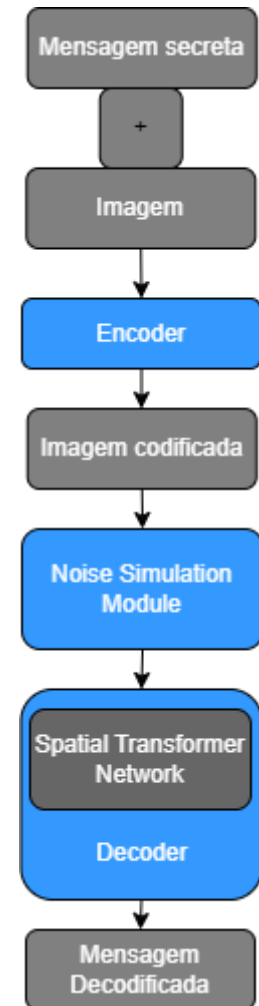 Mensagem secreta
+
Imagem
Encoder
Imagem codificada
Noise Simulation
Module
Spatial Transformer
Network
Decoder
Mensagem
Decodificada